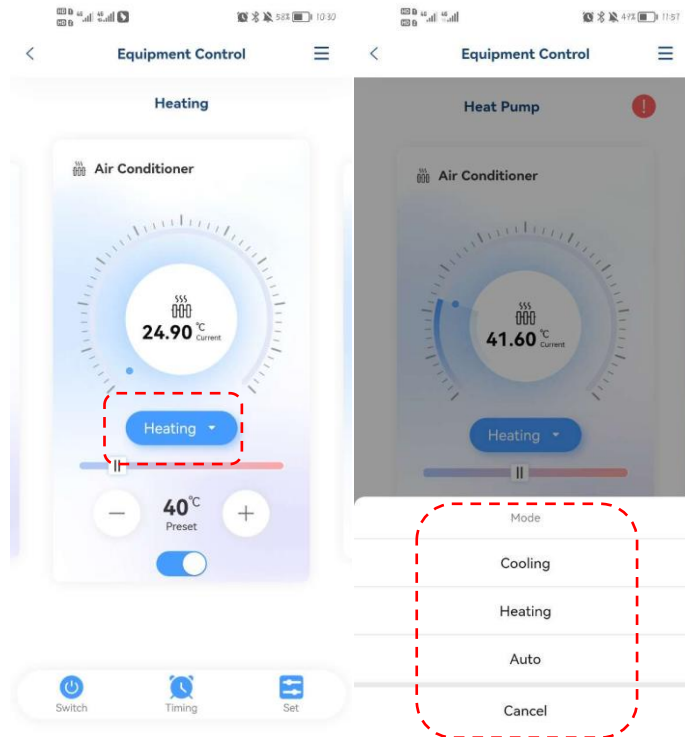 58% 10:30
Equipment Control
Heating
Air Conditioner
24.90 °C
Current
Heating
40°C
Preset
Switch
Timing
Set
11:57
Equipment Control
Heat Pump
!
Air Conditioner
41.60 °C
Current
Heating
Mode
Cooling
Heating
Auto
Cancel